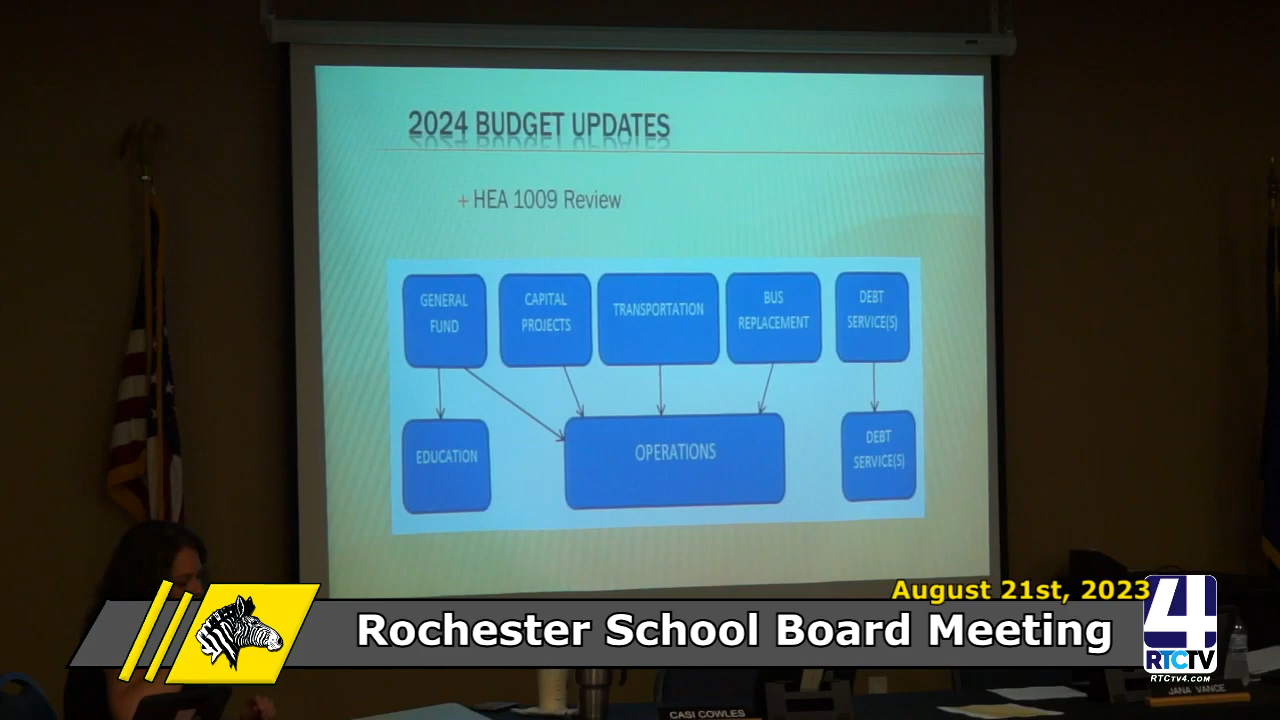 2024 BUDGET UPDATES
+ HEA 1009 Review
GENERAL
FUND
CAPITAL
PROJECTS
TRANSPORTATION
BUS
REPLACEMENT
DEBT
SERVICE(S)
EDUCATION
OPERATIONS
DEBT
SERVICE(S)
August 21st, 2023
Rochester School Board Meeting
4
RTCTV
RTCTV4.COM
JANA VANCE
CASI COWLES